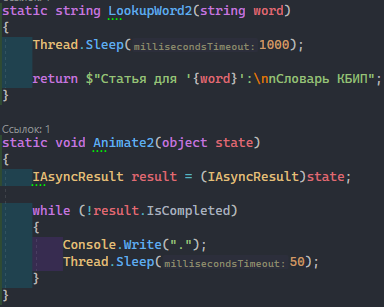 static string LookupWord2(string word)
{
Thread.Sleep(millisecondsTimeout: 1000);
return $"Статья для '{word}':\nnСловарь КБИП";
}
Ссылок: 1
static void Animate2(object state)
{
IAsyncResult result = (IAsyncResult)state;
while (!result.IsCompleted)
{
Console.Write(".");
Thread.Sleep(millisecondsTimeout: 50);
}
}